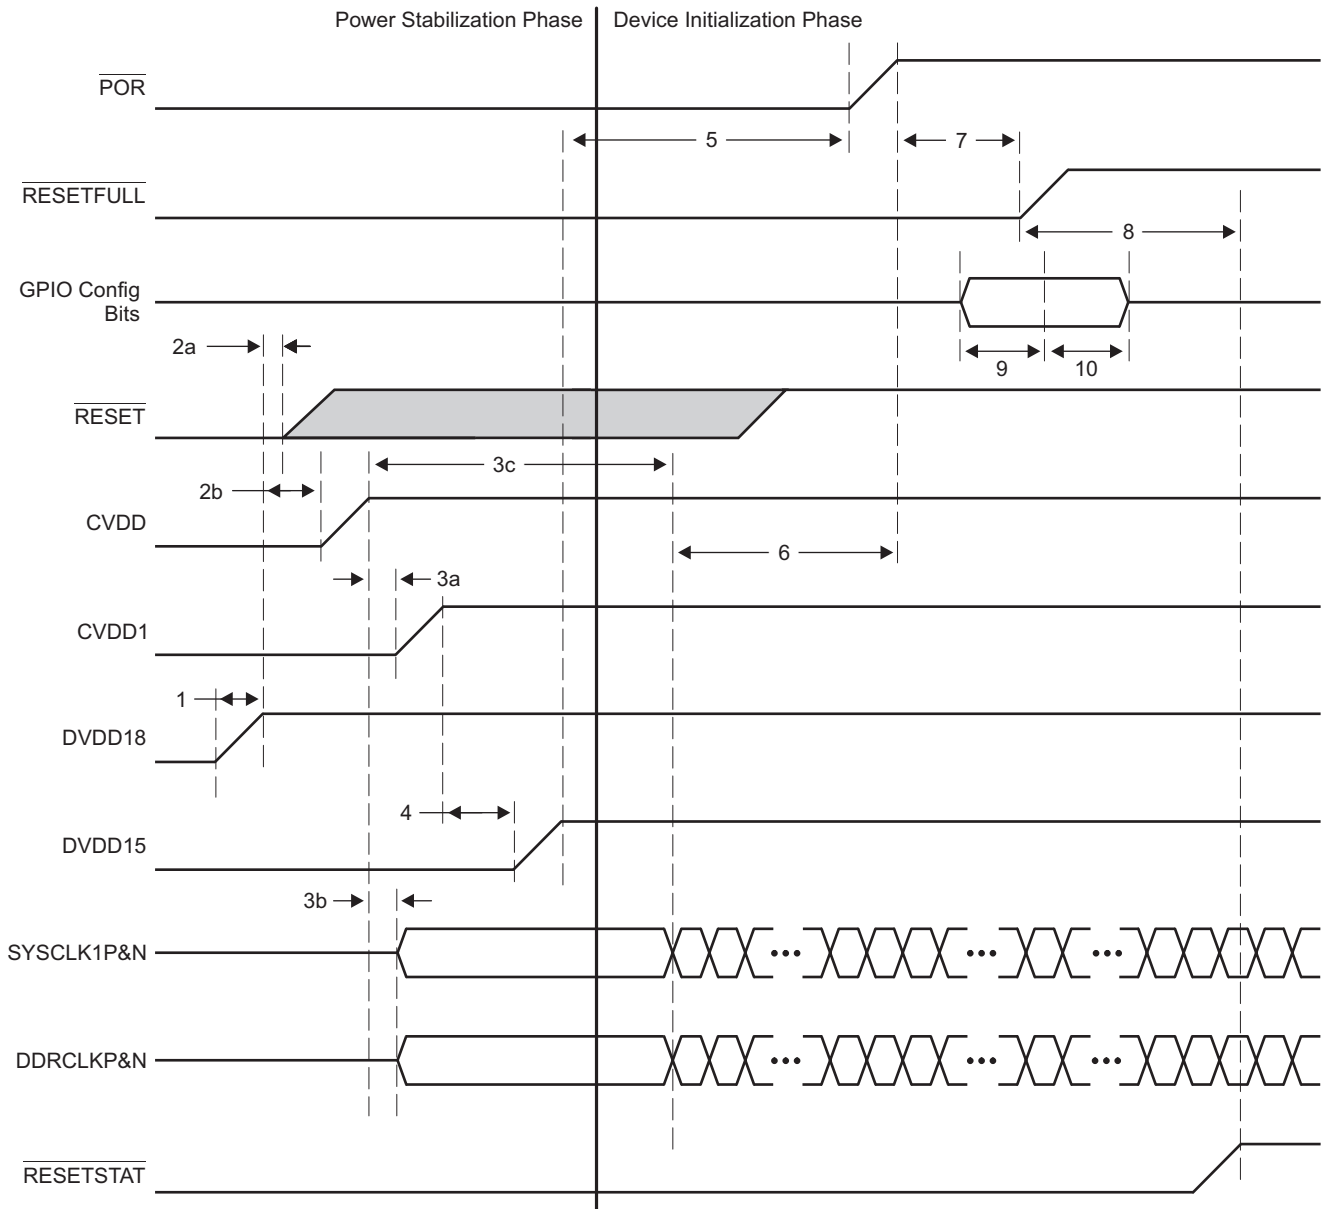 Power Stabilization Phase
Device Initialization Phase
POR
5
7
RESETFULL
8
GPIO Config
Bits
2a
9
10
RESET
3c
2b
CVDD
6
3a
CVDD1
1
DVDD18
4
DVDD15
3b
SYSCLK1P&N
DDRCLKP&N
RESETSTAT